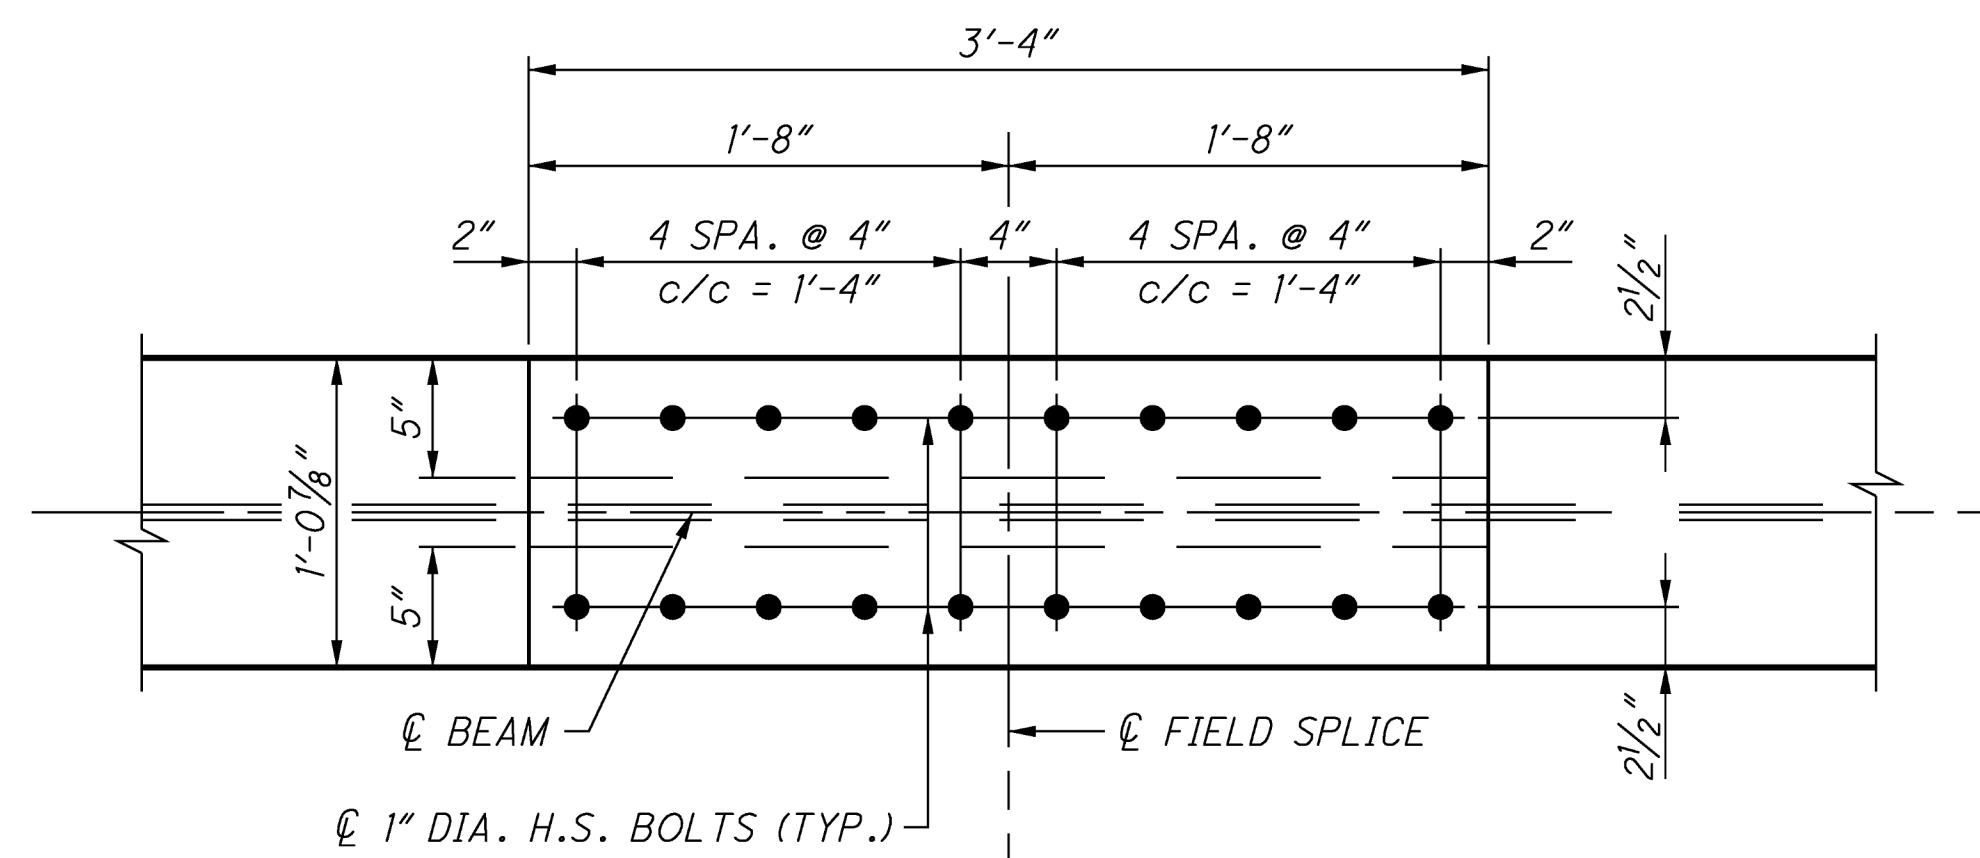 3'-4"
1'-8" 1'-8"
2" 4 SPA. @ 4" 4" 4 SPA. @ 4" 2"
c/c = 1'-4" c/c = 1'-4"
2½"
5"
1'-0⅞"
5"
2½"
℄ BEAM ℄ FIELD SPLICE
℄ 1" DIA. H.S. BOLTS (TYP.)